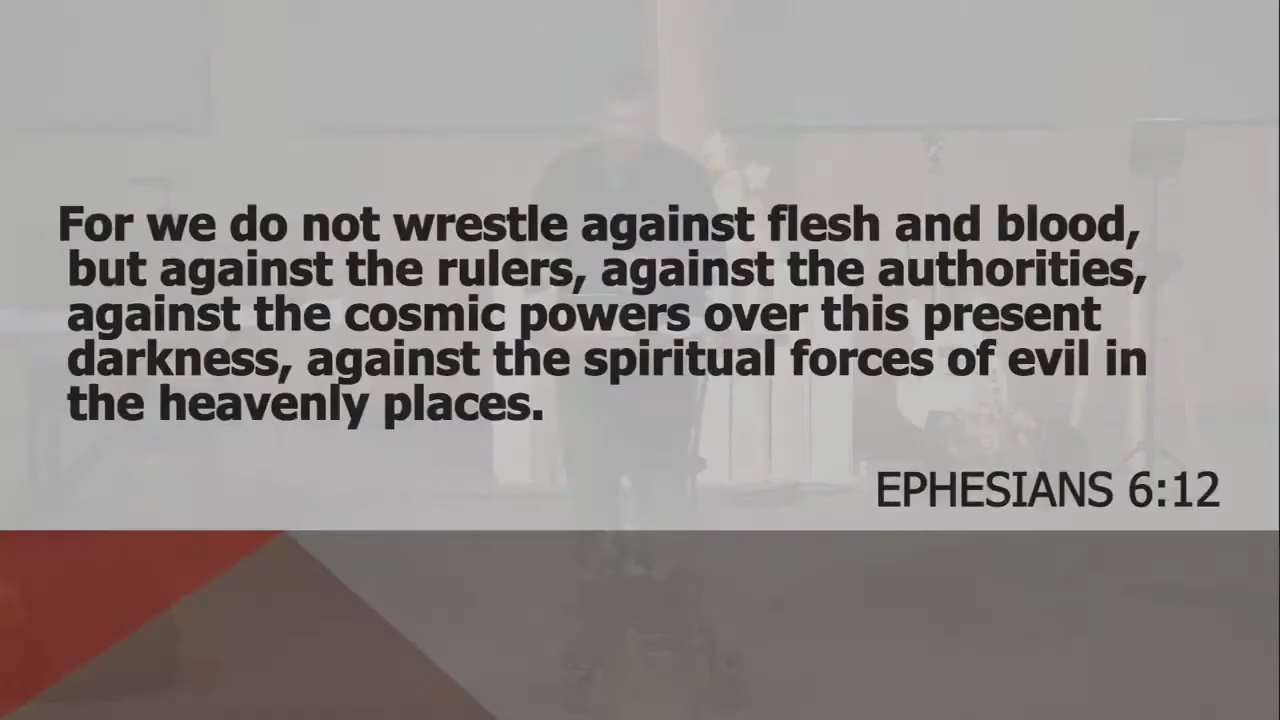 For we do not wrestle against flesh and blood,
but against the rulers, against the authorities,
against the cosmic powers over this present
darkness, against the spiritual forces of evil in
the heavenly places.
EPHESIANS 6:12